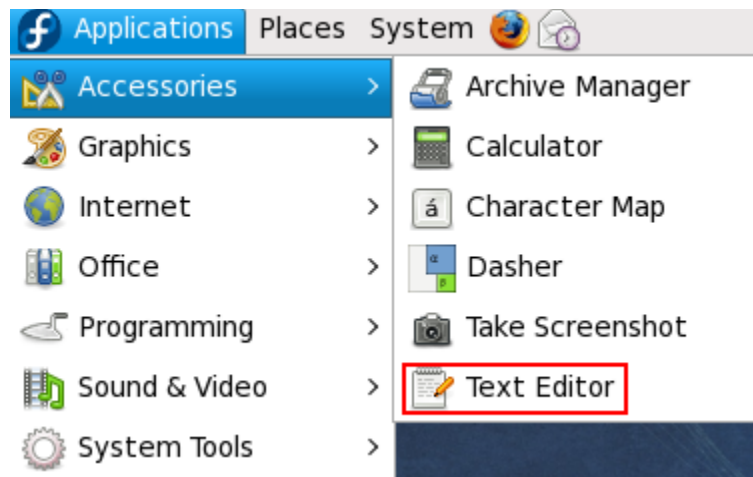 Applications Places System
Accessories
Graphics
Internet
Office
Programming
Sound & Video
System Tools
Archive Manager
Calculator
á Character Map
α β Dasher
Take Screenshot
Text Editor